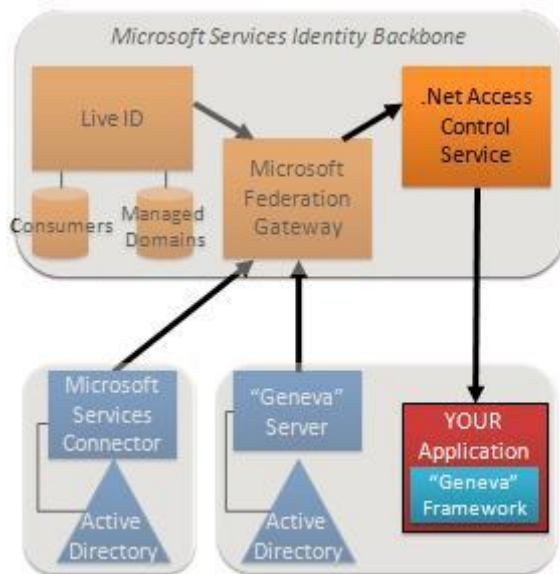 Microsoft Services Identity Backbone
Live ID
.Net Access
Control
Service
Microsoft
Federation
Gateway
Consumers
Managed
Domains
Microsoft
Services
Connector
Active
Directory
"Geneva"
Server
Active
Directory
YOUR
Application
"Geneva"
Framework